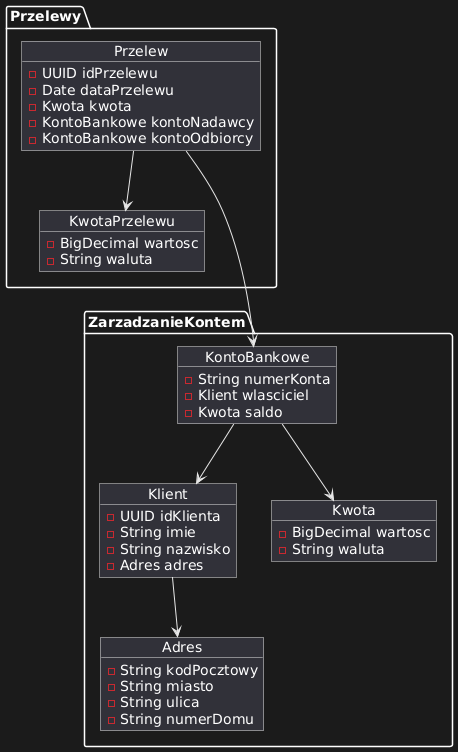 Przelewy
Przelew
UUID idPrzelewu
Date dataPrzelewu
Kwota kwota
KontoBankowe kontoNadawcy
KontoBankowe kontoOdbiorcy
KwotaPrzelewu
BigDecimal wartosc
String waluta
ZarzadzanieKontem
KontoBankowe
String numerKonta
Klient wlasciciel
Kwota saldo
Klient
UUID idKlienta
String imie
String nazwisko
Adres adres
Kwota
BigDecimal wartosc
String waluta
Adres
String kodPocztowy
String miasto
String ulica
String numerDomu